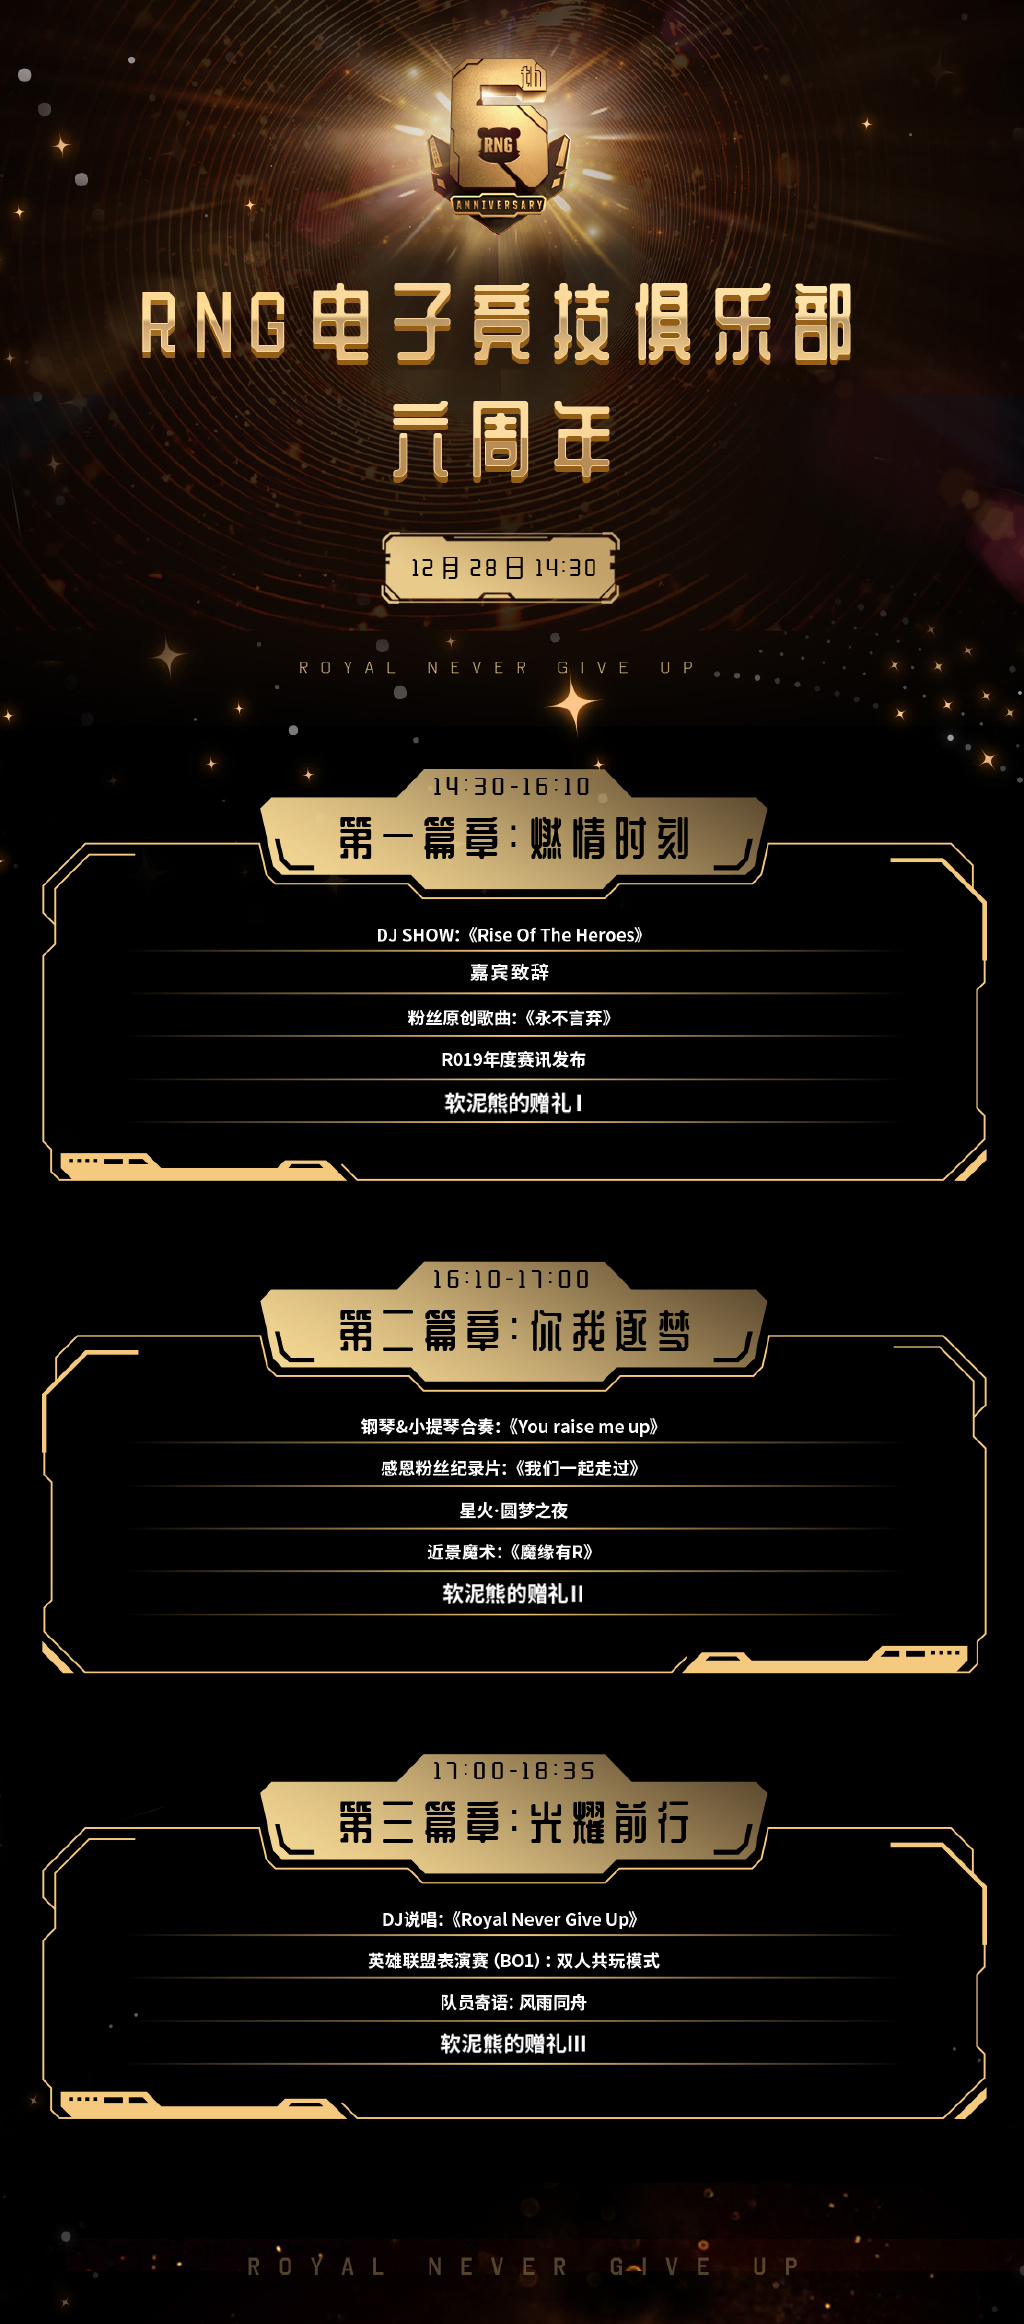 6th
RNG
ANNIVERSARY
RNG电子竞技俱乐部
六周年
12月28日 14:30
ROYAL NEVER GIVE UP
14:30-16:10
第一篇章:燃情时刻
DJ SHOW:《Rise Of The Heroes》
嘉宾致辞
粉丝原创歌曲:《永不言弃》
R019年度赛讯发布
软泥熊的赠礼 I
16:10-17:00
第二篇章:你我逐梦
钢琴&小提琴合奏:《You raise me up》
感恩粉丝纪录片:《我们一起走过》
星火·圆梦之夜
近景魔术:《魔缘有R》
软泥熊的赠礼II
17:00-18:35
第三篇章:光耀前行
DJ说唱:《Royal Never Give Up》
英雄联盟表演赛 (BO1) : 双人共玩模式
队员寄语: 风雨同舟
软泥熊的赠礼III
ROYAL NEVER GIVE UP